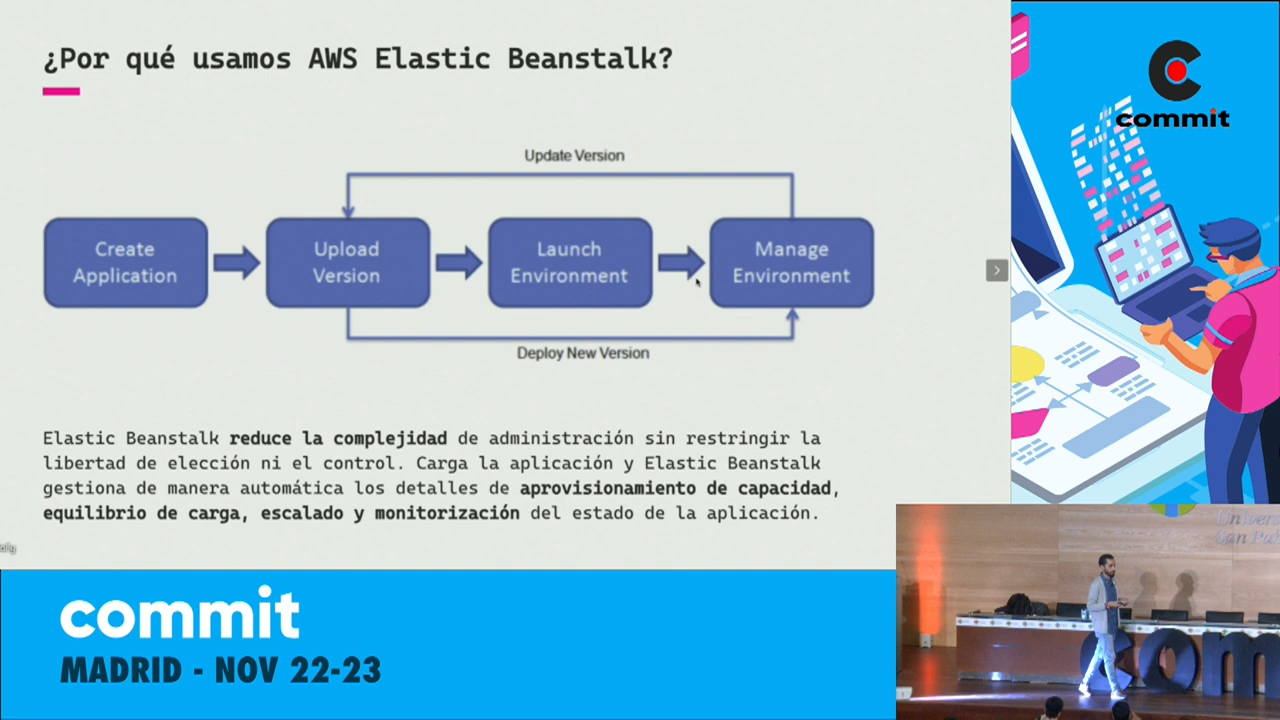 ¿Por qué usamos AWS Elastic Beanstalk?
Update Version
Create
Application
Upload
Version
Launch
Environment
Manage
Environment
Deploy New Version
Elastic Beanstalk reduce la complejidad de administración sin restringir la
libertad de elección ni el control. Carga la aplicación y Elastic Beanstalk
gestiona de manera automática los detalles de aprovisionamiento de capacidad,
equilibrio de carga, escalado y monitorización del estado de la aplicación.
commit
commit
MADRID - NOV 22-23
San
com